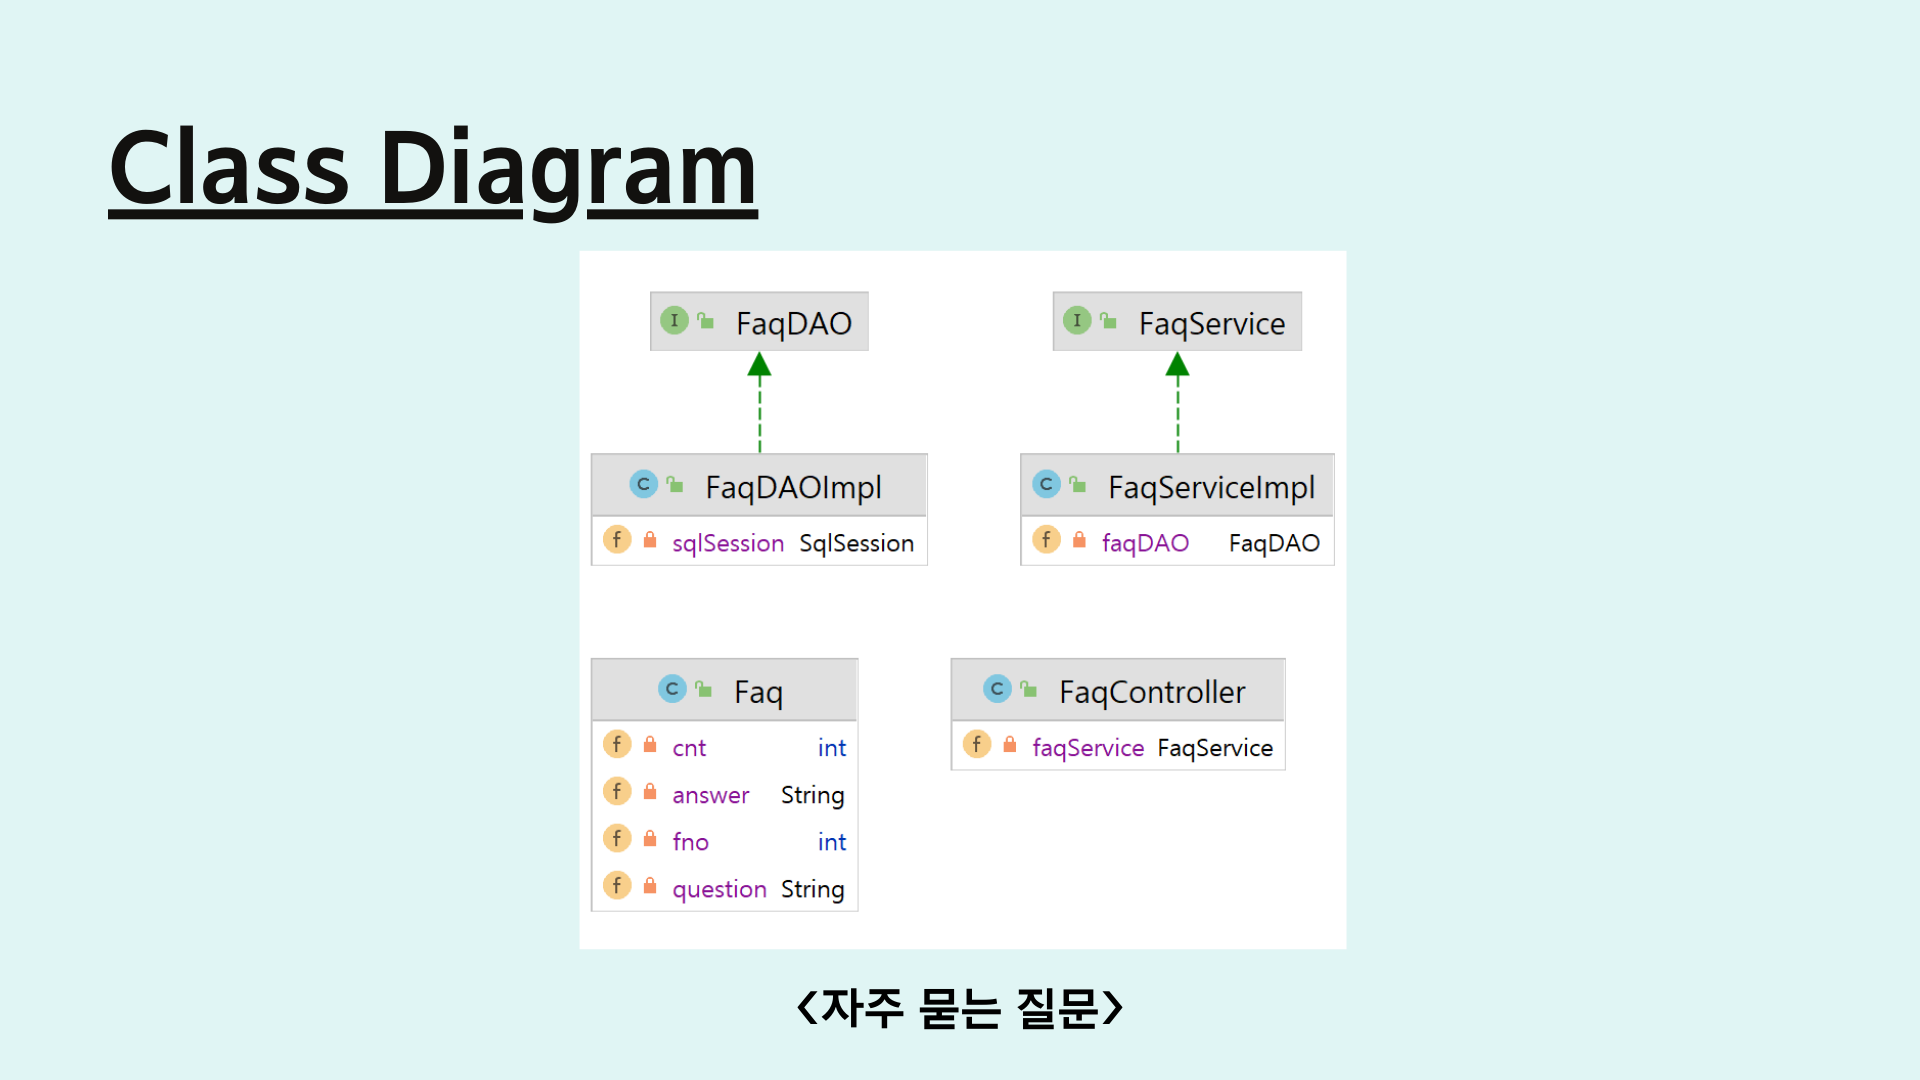 Class Diagram
I FaqDAO
I FaqService
C FaqDAOImpl
f sqlSession SqlSession
C FaqServiceImpl
f faqDAO FaqDAO
C Faq
f cnt int
f answer String
f fno int
f question String
C FaqController
f faqService FaqService
<자주 묻는 질문>